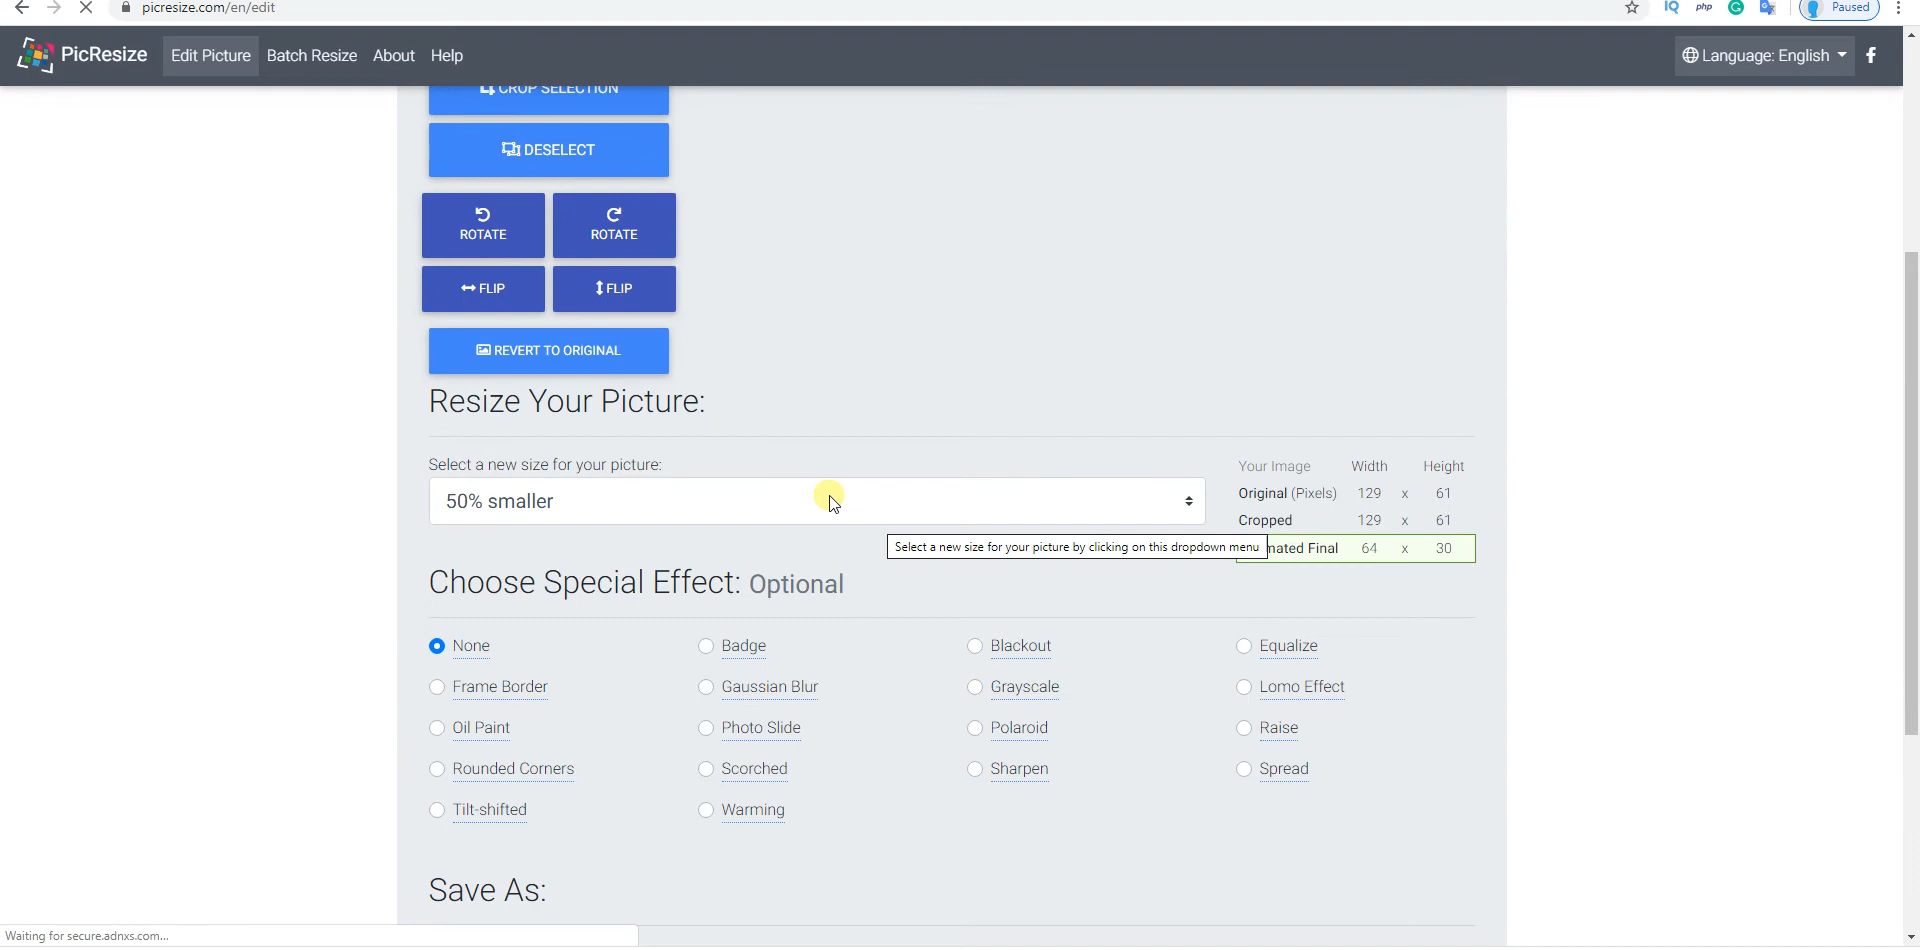 picresize.com/en/edit
IQ
php
Paused
PicResize
Edit Picture
Batch Resize
About
Help
Language: English
CROP SELECTION
DESELECT
ROTATE
ROTATE
FLIP
FLIP
REVERT TO ORIGINAL
Resize Your Picture:
Select a new size for your picture:
50% smaller
Your Image Width Height
Original (Pixels) 129 x 61
Cropped 129 x 61
Select a new size for your picture by clicking on this dropdown menu
Final 64 x 30
Choose Special Effect: Optional
None
Badge
Blackout
Equalize
Frame Border
Gaussian Blur
Grayscale
Lomo Effect
Oil Paint
Photo Slide
Polaroid
Raise
Rounded Corners
Scorched
Sharpen
Spread
Tilt-shifted
Warming
Save As:
Waiting for secure.adnxs.com...